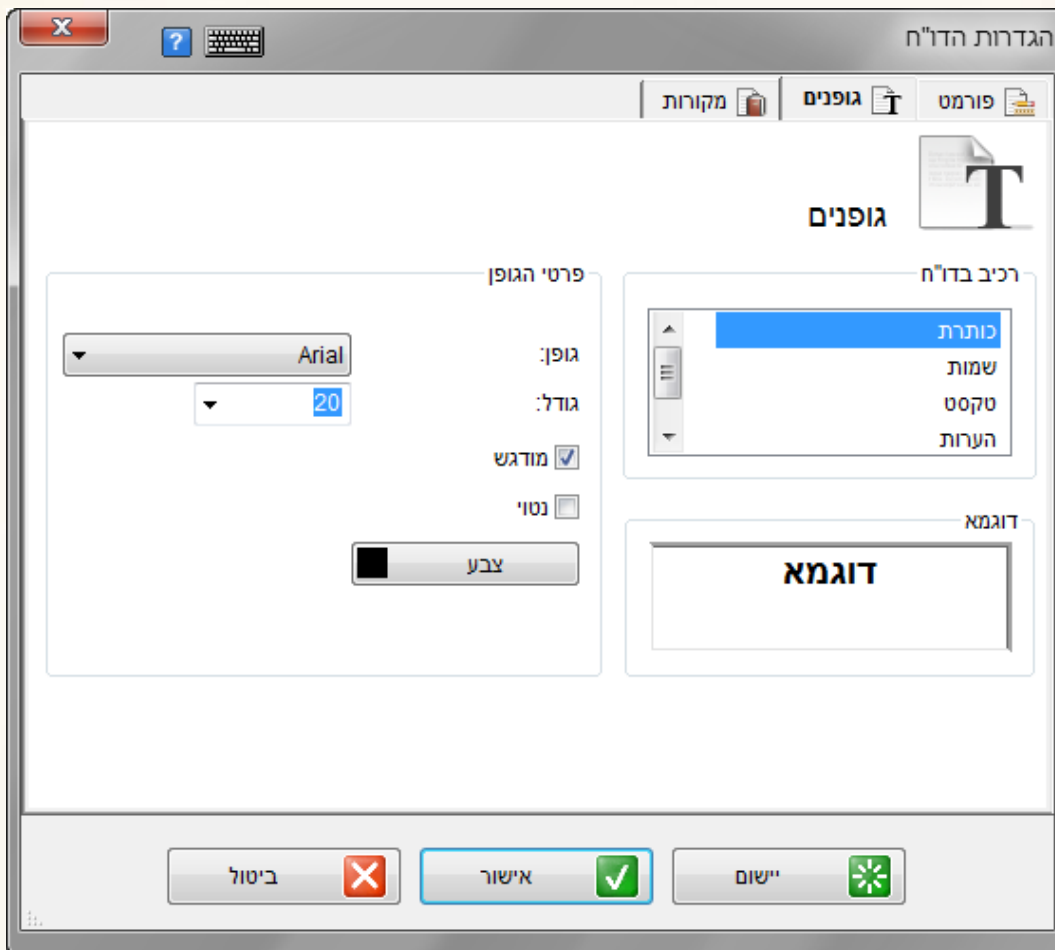 הגדרות הדו"ח
פורמט
גופנים
מקורות
גופנים
רכיב בדו"ח
כותרת
שמות
טקסט
הערות
דוגמא
דוגמא
פרטי הגופן
גופן:
Arial
גודל:
20
מודגש
נטוי
צבע
יישום
אישור
ביטול